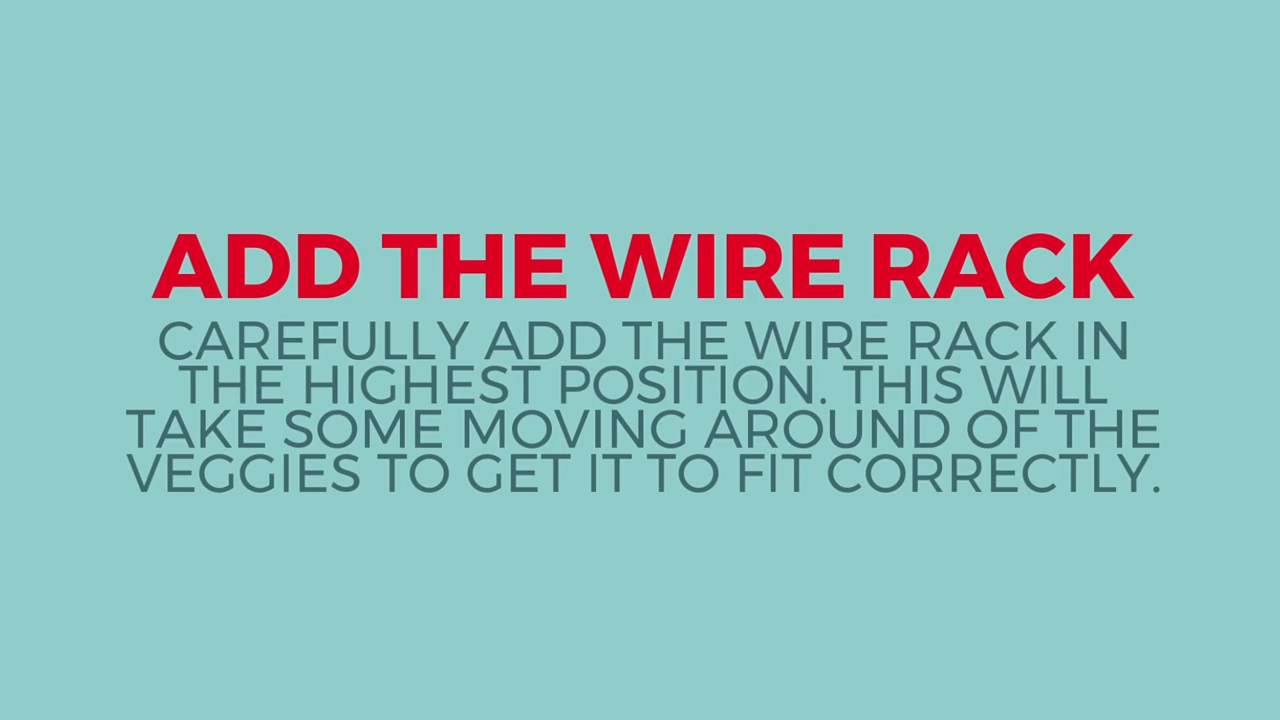 ADD THE WIRE RACK
CAREFULLY ADD THE WIRE RACK IN
THE HIGHEST POSITION. THIS WILL
TAKE SOME MOVING AROUND OF THE
VEGGIES TO GET IT TO FIT CORRECTLY.